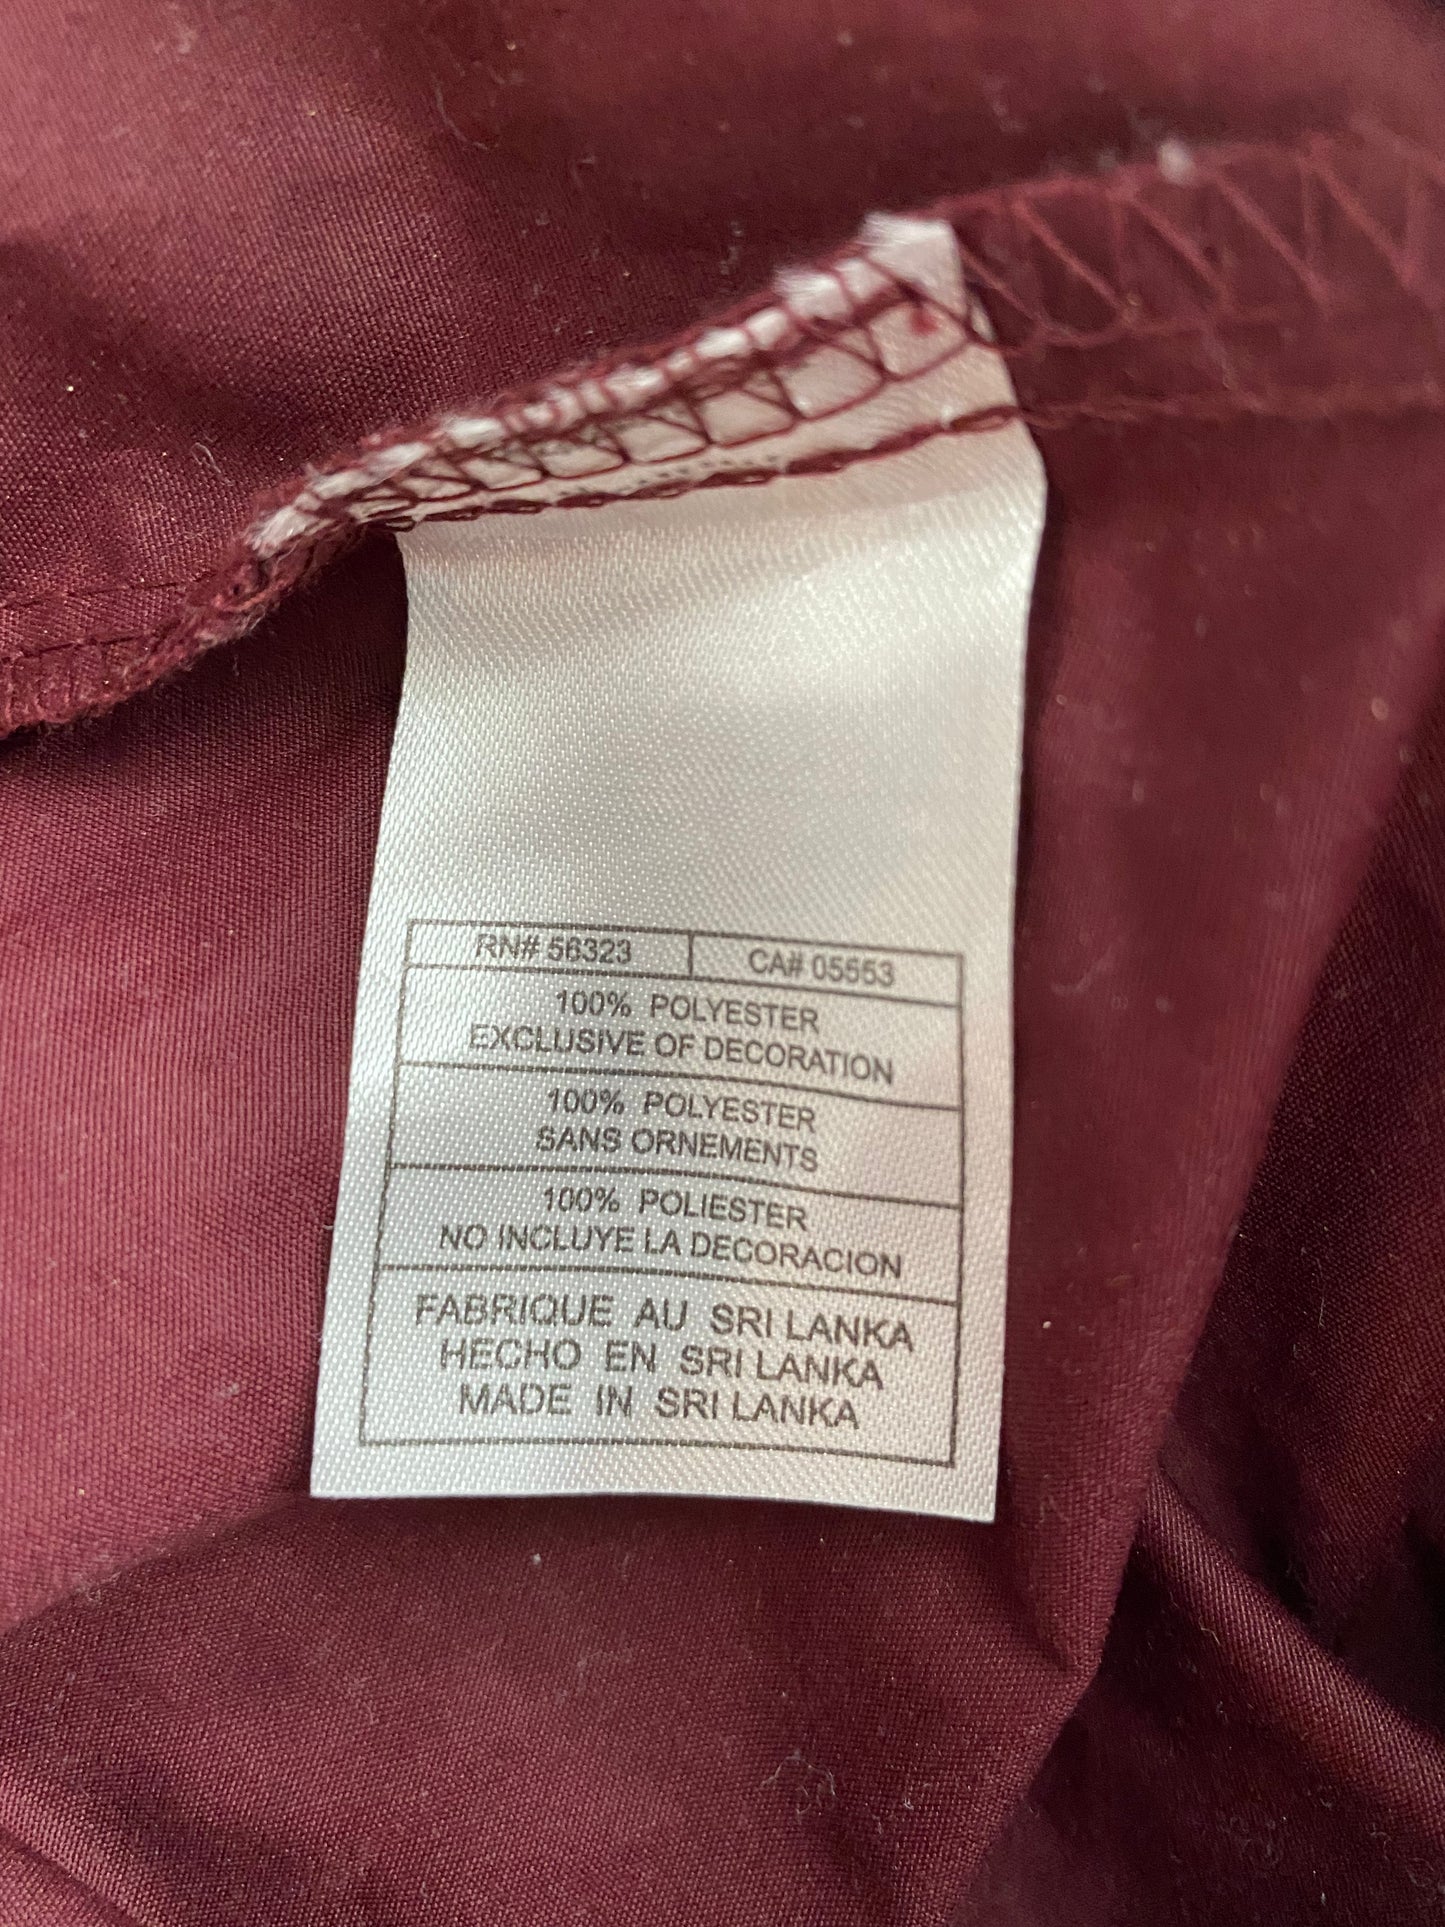 RN# 56323 CA# 05553
100% POLYESTER
EXCLUSIVE OF DECORATION
100% POLYESTER
SANS ORNEMENTS
100% POLIESTER
NO INCLUYE LA DECORACION
FABRIQUE AU SRI LANKA
HECHO EN SRI LANKA
MADE IN SRI LANKA